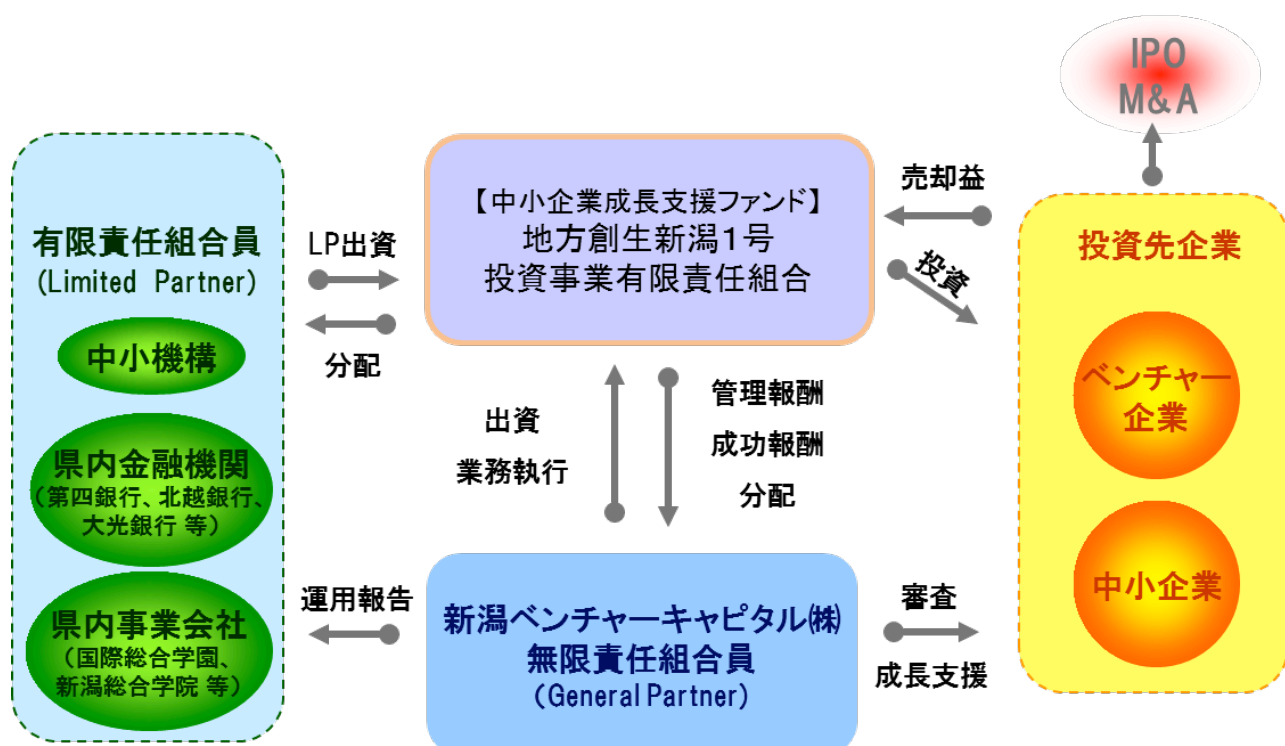 IPO
M&A
有限責任組合員
(Limited Partner)
中小機構
県内金融機関
（第四銀行、北越銀行、
大光銀行 等）
県内事業会社
（国際総合学園、
新潟総合学院 等）
LP出資
分配
運用報告
【中小企業成長支援ファンド】
地方創生新潟１号
投資事業有限責任組合
出資
業務執行
管理報酬
成功報酬
分配
新潟ベンチャーキャピタル㈱
無限責任組合員
（General Partner）
売却益
投資
審査
成長支援
投資先企業
ベンチャー
企業
中小企業